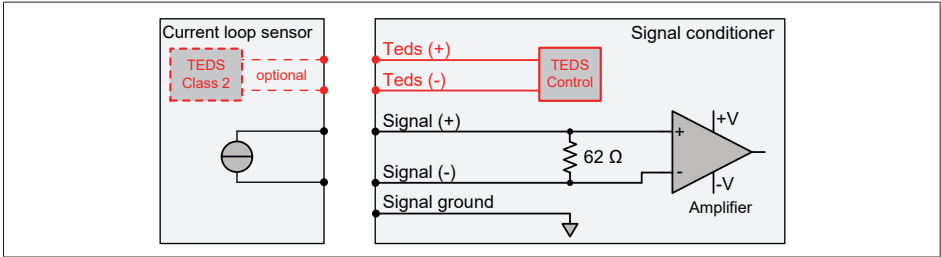 Current loop sensor
TEDS
Class 2
optional
Signal conditioner
Teds (+)
Teds (-)
TEDS
Control
Signal (+)
62 Ω
Signal (-)
Signal ground
+
-
+V
-V
Amplifier